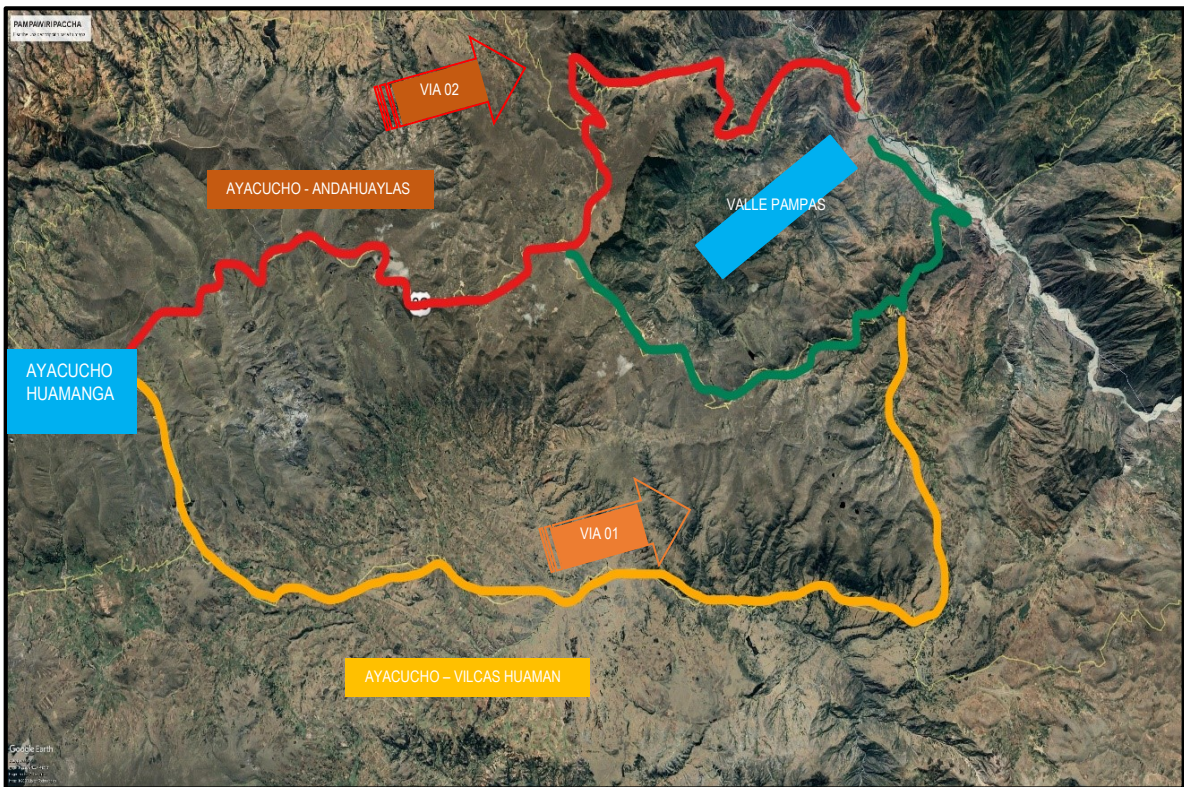 PAMPAWIRIPACCHA
VIA 02
AYACUCHO - ANDAHUAYLAS
VALLE PAMPAS
AYACUCHO
HUAMANGA
VIA 01
AYACUCHO – VILCAS HUAMAN
Google Earth